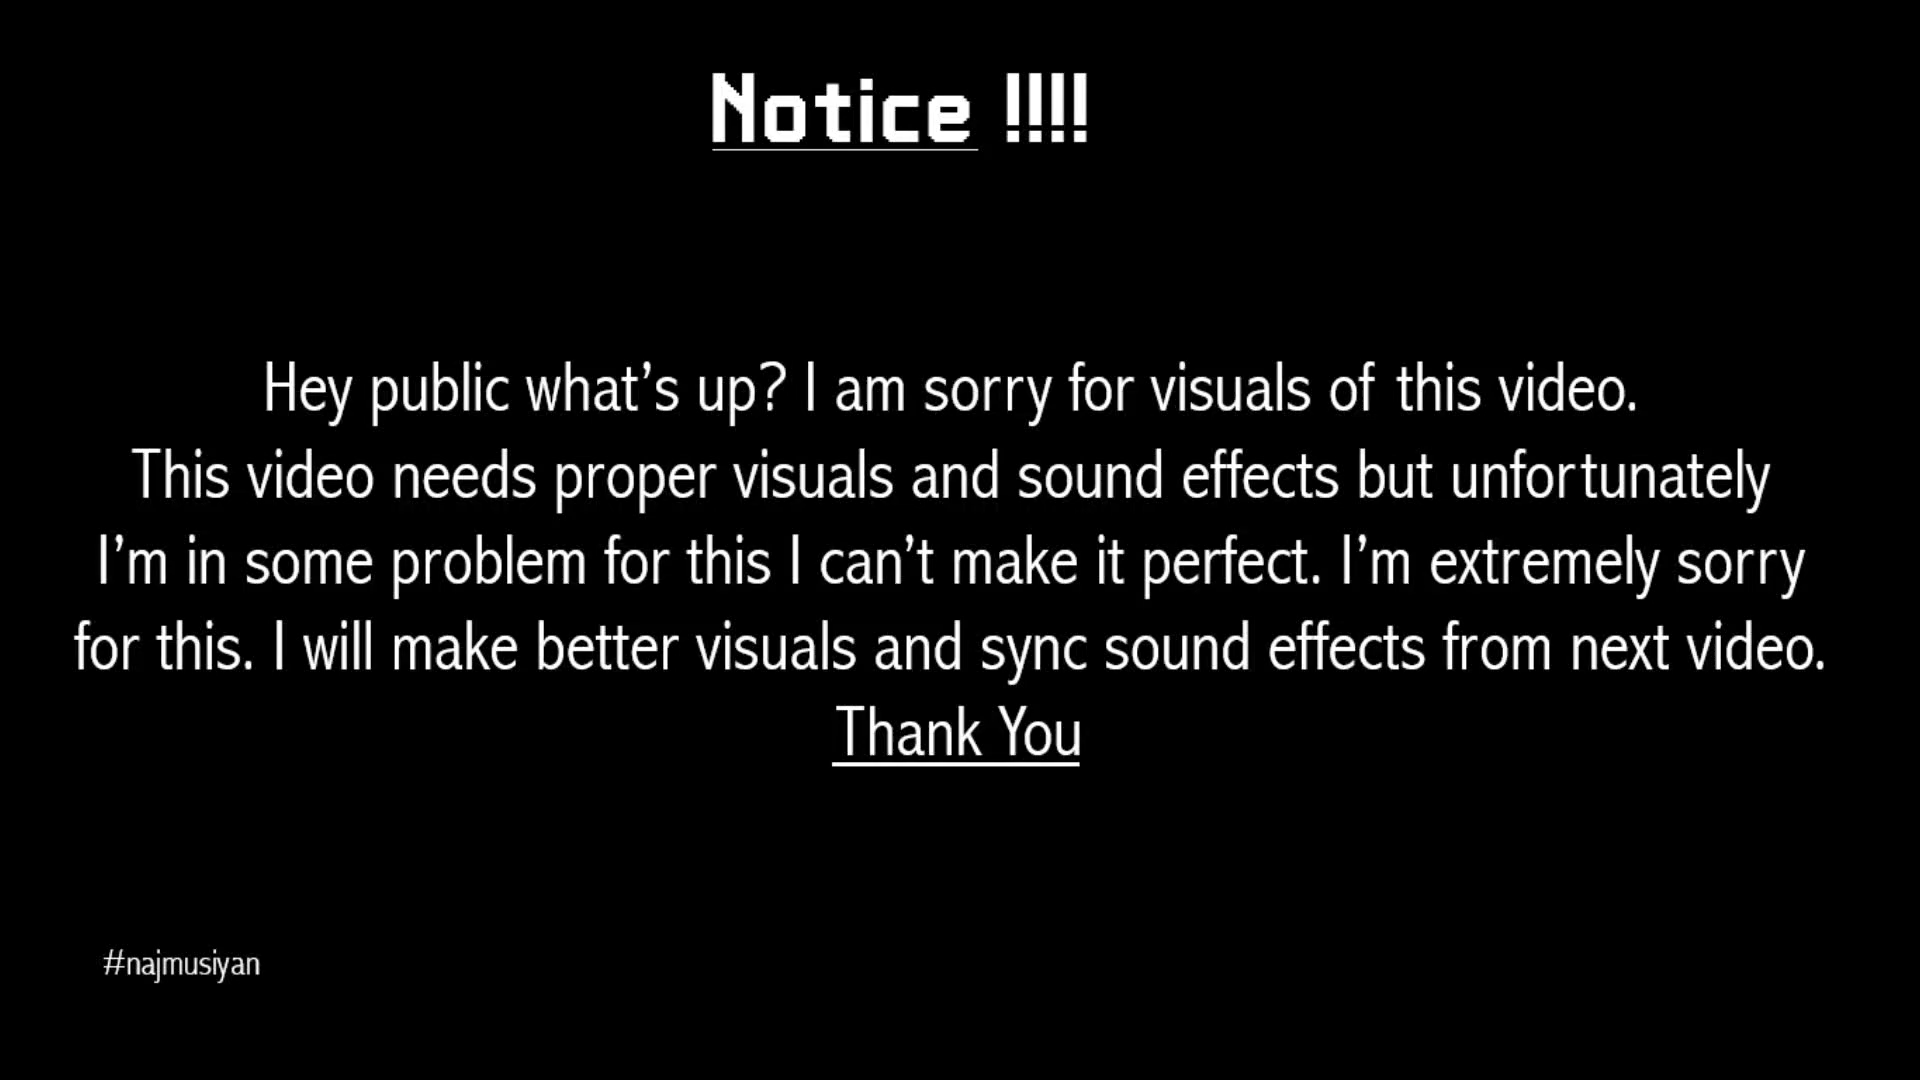 Notice !!!!
Hey public what’s up? I am sorry for visuals of this video.
This video needs proper visuals and sound effects but unfortunately
I’m in some problem for this I can’t make it perfect. I’m extremely sorry
for this. I will make better visuals and sync sound effects from next video.
Thank You
#najmusiyan